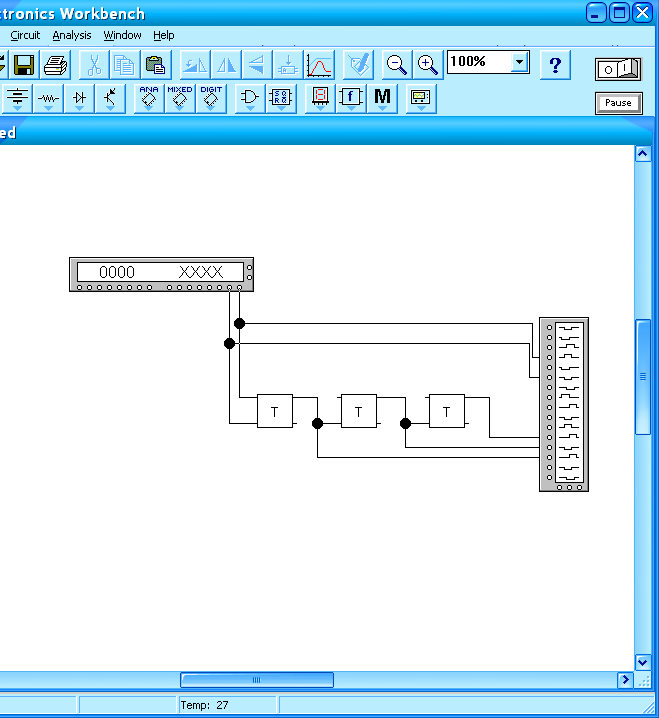 ctronics Workbench
Circuit Analysis Window Help
100%
?
Pause
ANA MIXED DIGIT
M
ed
0000 XXXX
T T T
Temp: 27